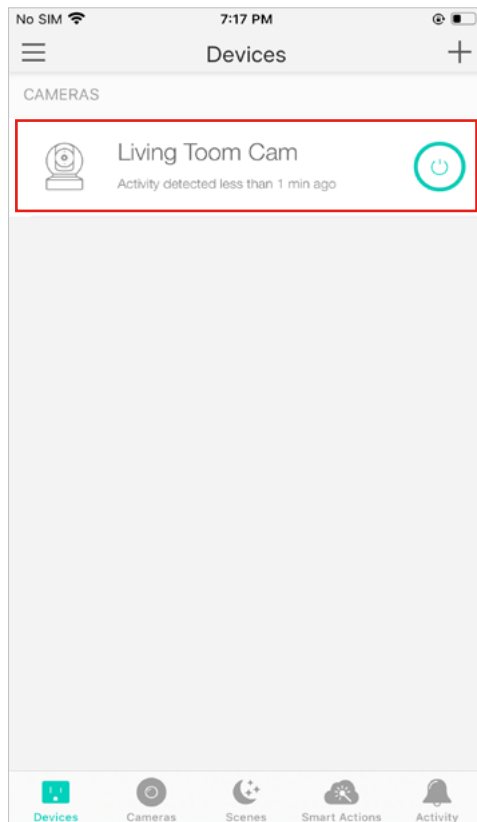 No SIM 7:17 PM
Devices
CAMERAS
Living Toom Cam
Activity detected less than 1 min ago
Devices Cameras Scenes Smart Actions Activity